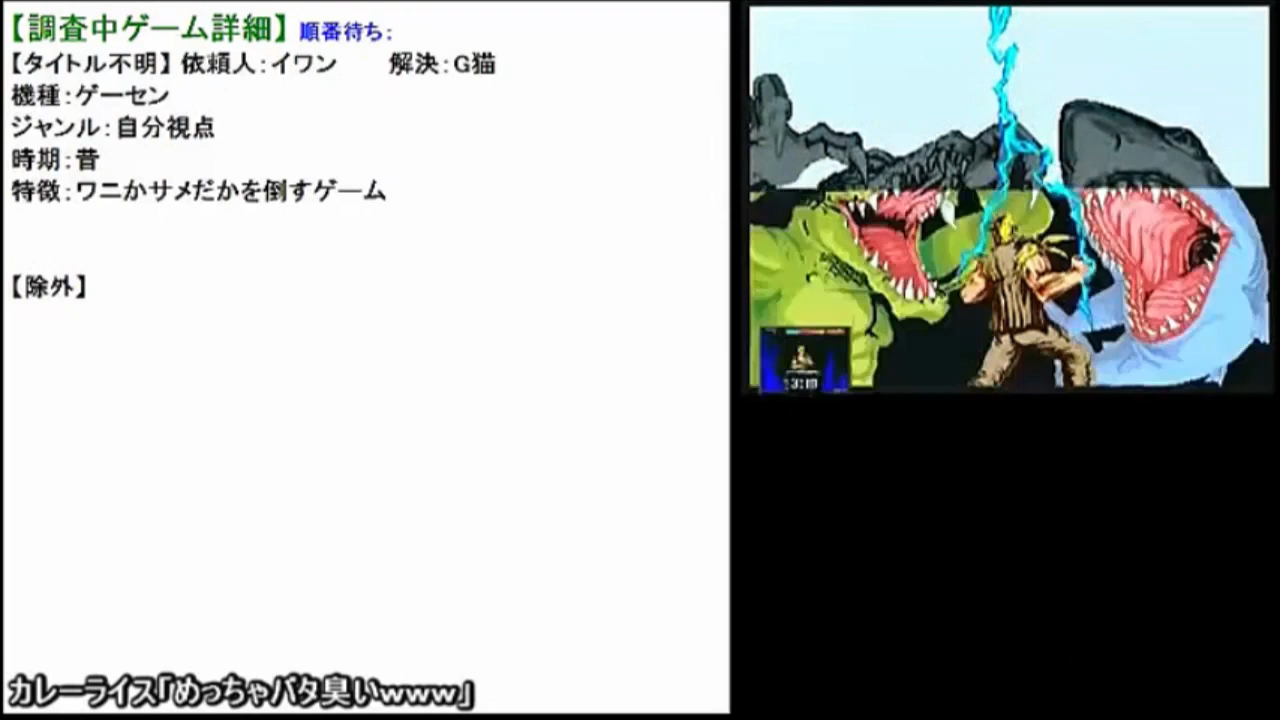 【調査中ゲーム詳細】 順番待ち:
【タイトル不明】 依頼人:イワン 解決:G猫
機種:ゲーセン
ジャンル:自分視点
時期:昔
特徴:ワニかサメだかを倒すゲーム
【除外】
カレーライス「めっちゃバタ臭いwww」